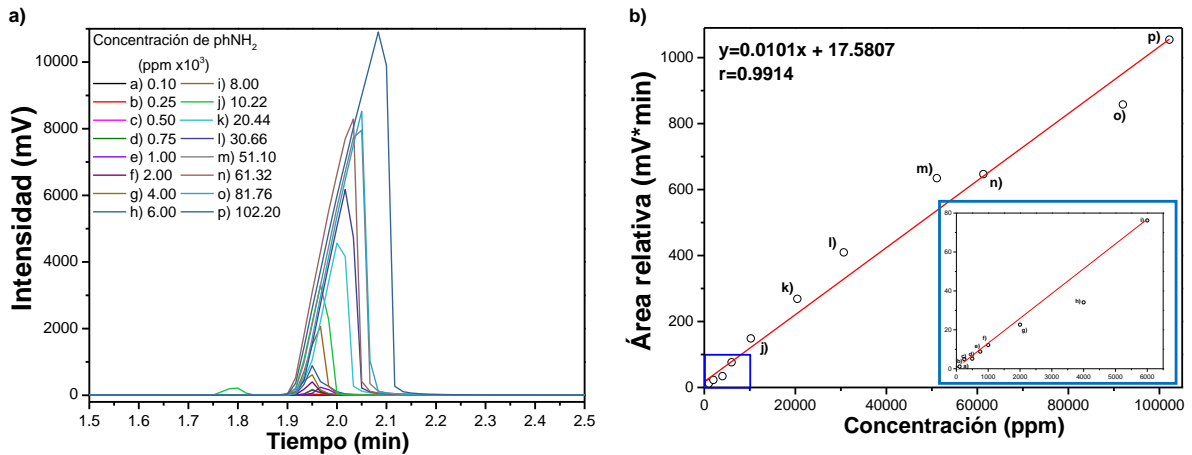 a)
Concentración de phNH2
(ppm x10^3)
a) 0.10 i) 8.00
b) 0.25 j) 10.22
c) 0.50 k) 20.44
d) 0.75 l) 30.66
e) 1.00 m) 51.10
f) 2.00 n) 61.32
g) 4.00 o) 81.76
h) 6.00 p) 102.20
Intensidad (mV)
10000
8000
6000
4000
2000
0
1.5 1.6 1.7 1.8 1.9 2.0 2.1 2.2 2.3 2.4 2.5
Tiempo (min)
b)
y=0.0101x + 17.5807
r=0.9914
Área relativa (mV*min)
1000
800
600
400
200
0
p)
o)
m)
n)
l)
k)
j)
80
60
40
20
0
i)
h)
g)
f)
e)
a)
0 1000 2000 3000 4000 5000 6000
0 20000 40000 60000 80000 100000
Concentración (ppm)